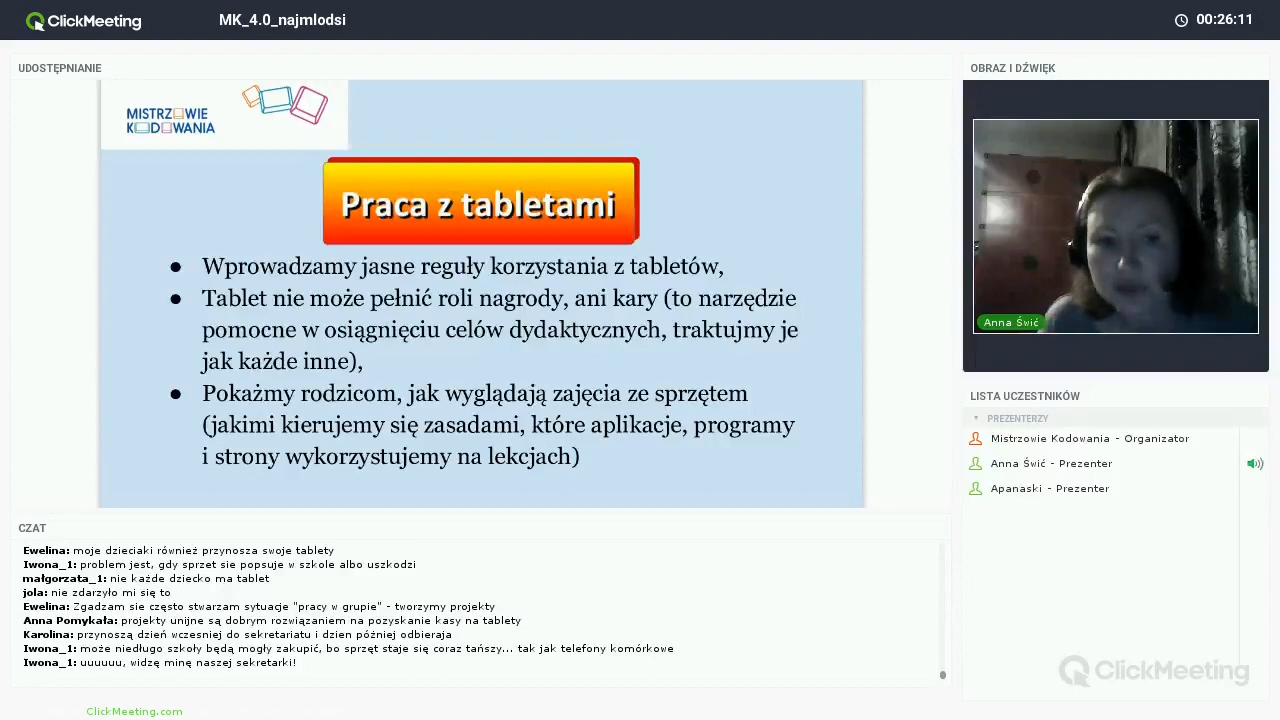 ClickMeeting
MK_4.0_najmlodsi
00:26:11
UDOSTĘPNIANIE
MISTRZOWIE
KODOWANIA
Praca z tabletami
● Wprowadzamy jasne reguły korzystania z tabletów,
● Tablet nie może pełnić roli nagrody, ani kary (to narzędzie
pomocne w osiągnięciu celów dydaktycznych, traktujmy je
jak każde inne),
● Pokażmy rodzicom, jak wyglądają zajęcia ze sprzętem
(jakimi kierujemy się zasadami, które aplikacje, programy
i strony wykorzystujemy na lekcjach)
CZAT
Ewelina: moje dzieciaki również przynosza swoje tablety
Iwona_1: problem jest, gdy sprzet sie popsuje w szkole albo uszkodzi
małgorzata_1: nie każde dziecko ma tablet
jola: nie zdarzyło mi się to
Ewelina: Zgadzam sie często stwarzam sytuacje "pracy w grupie" - tworzymy projekty
Anna Pomykała: projekty unijne są dobrym rozwiązaniem na pozyskanie kasy na tablety
Karolina: przynoszą dzień wczesniej do sekretariatu i dzien później odbieraja
Iwona_1: może niedługo szkoły będą mogły zakupić, bo sprzęt staje się coraz tańszy... tak jak telefony komórkowe
Iwona_1: uuuuuu, widzę minę naszej sekretarki!
ClickMeeting.com
OBRAZ I DŹWIĘK
Anna Świć
LISTA UCZESTNIKÓW
PREZENTERZY
Mistrzowie Kodowania - Organizator
Anna Świć - Prezenter
Apanaski - Prezenter
ClickMeeting